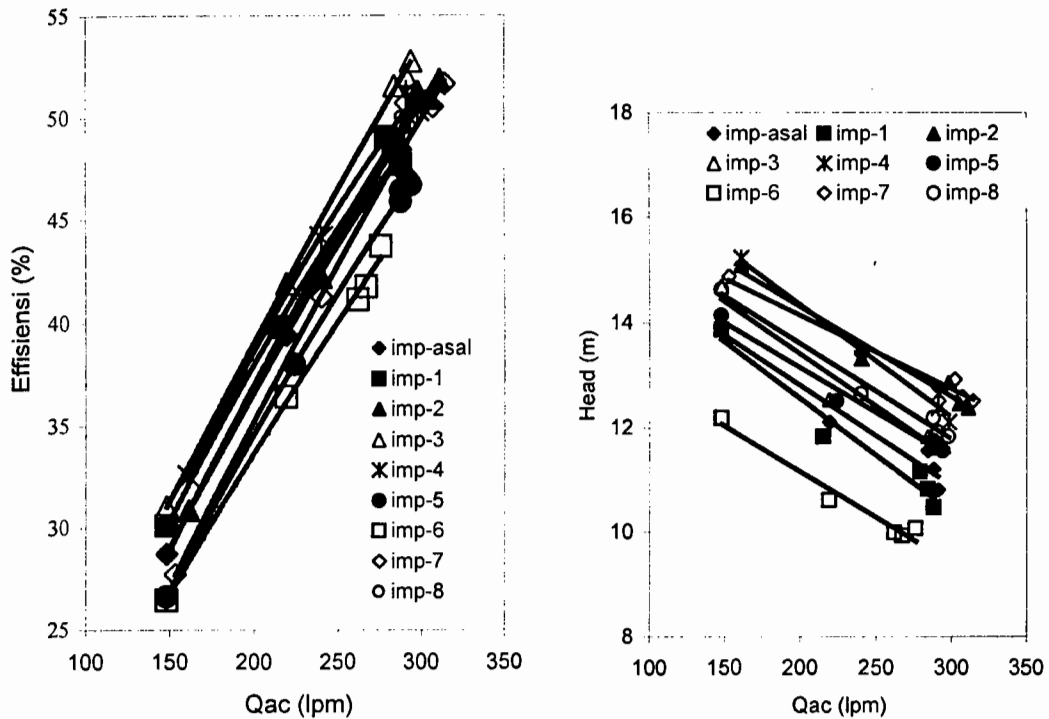 55
50
45
40
35
30
25
Effisiensi (%)
100 150 200 250 300 350
Qac (lpm)
imp-asal
imp-1
imp-2
imp-3
imp-4
imp-5
imp-6
imp-7
imp-8
18
16
14
12
10
8
Head (m)
imp-asal imp-1 imp-2
imp-3 imp-4 imp-5
imp-6 imp-7 imp-8
100 150 200 250 300 350
Qac (lpm)